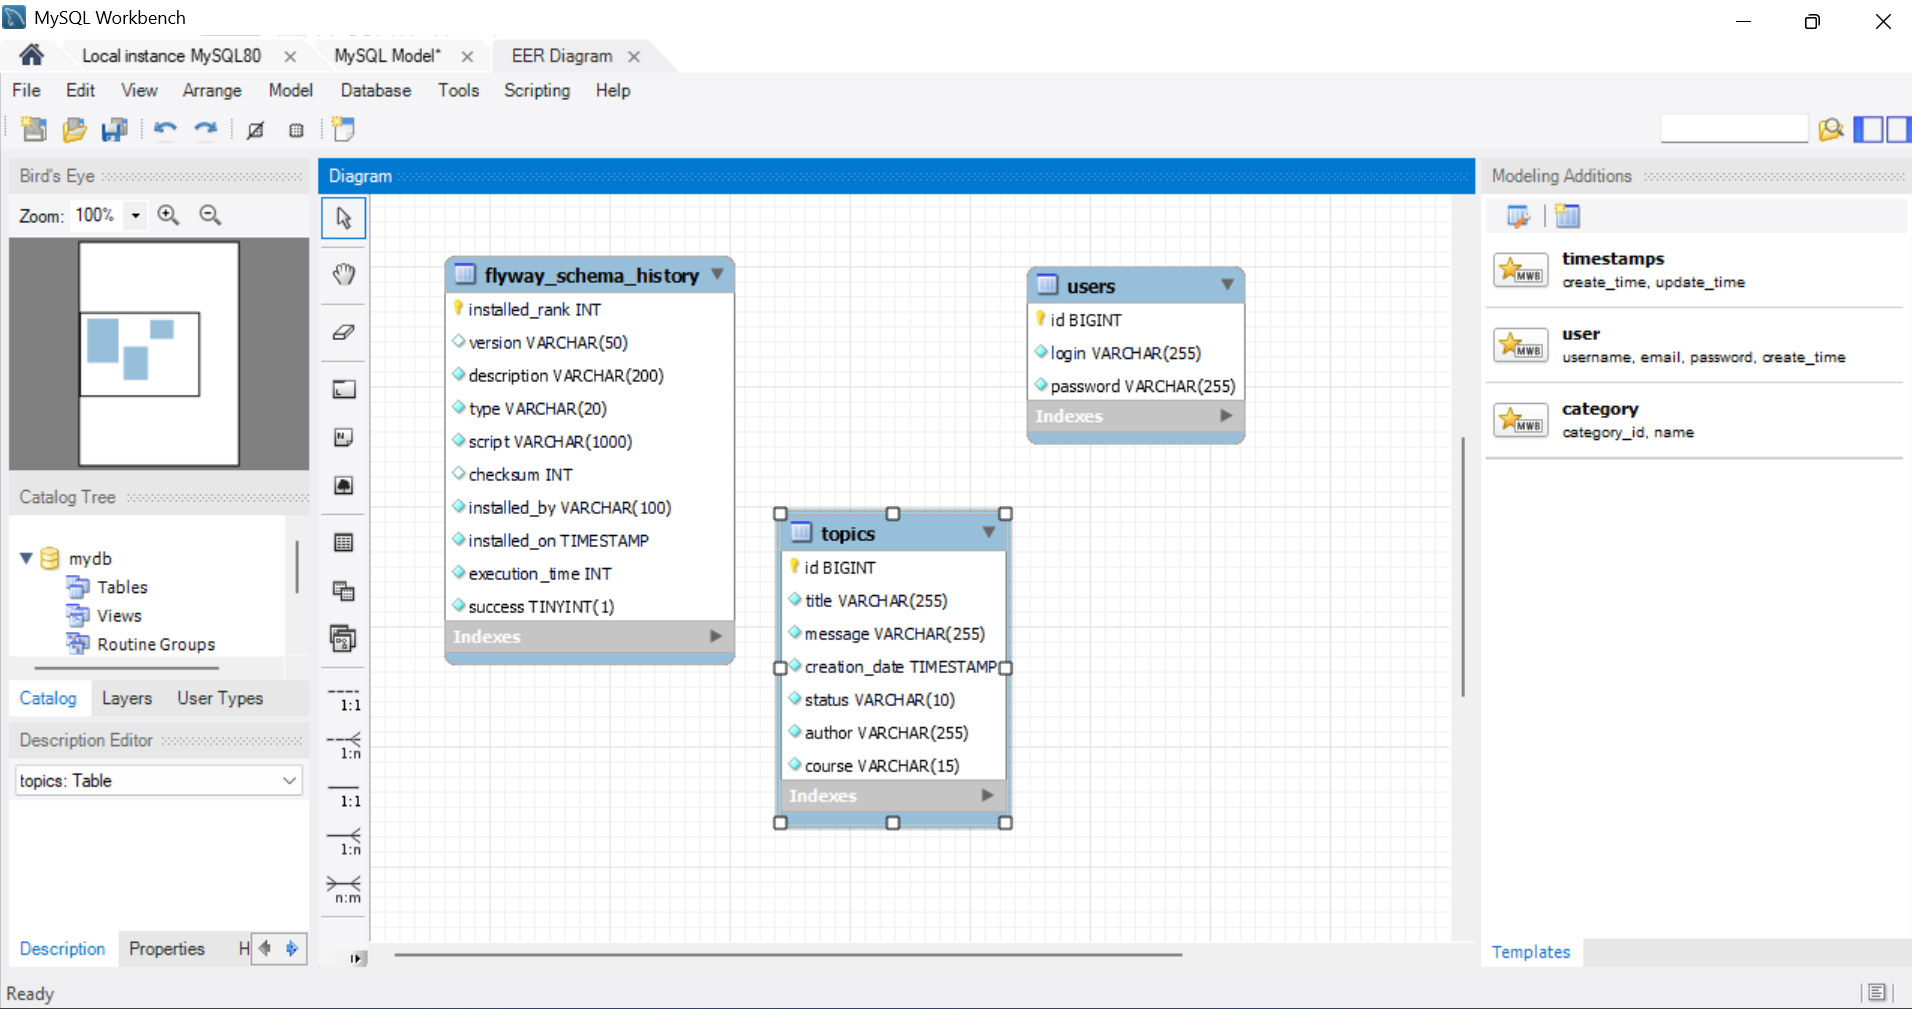 MySQL Workbench
Local instance MySQL80
MySQL Model*
EER Diagram
File Edit View Arrange Model Database Tools Scripting Help
Bird's Eye
Zoom: 100%
Catalog Tree
mydb
Tables
Views
Routine Groups
Catalog Layers User Types
Description Editor
topics: Table
Description Properties H
Ready
Diagram
1:1
1:n
1:1
1:n
n:m
flyway_schema_history
installed_rank INT
version VARCHAR(50)
description VARCHAR(200)
type VARCHAR(20)
script VARCHAR(1000)
checksum INT
installed_by VARCHAR(100)
installed_on TIMESTAMP
execution_time INT
success TINYINT(1)
Indexes
topics
id BIGINT
title VARCHAR(255)
message VARCHAR(255)
creation_date TIMESTAMP
status VARCHAR(10)
author VARCHAR(255)
course VARCHAR(15)
Indexes
users
id BIGINT
login VARCHAR(255)
password VARCHAR(255)
Indexes
Modeling Additions
MWB
timestamps
create_time, update_time
MWB
user
username, email, password, create_time
MWB
category
category_id, name
Templates